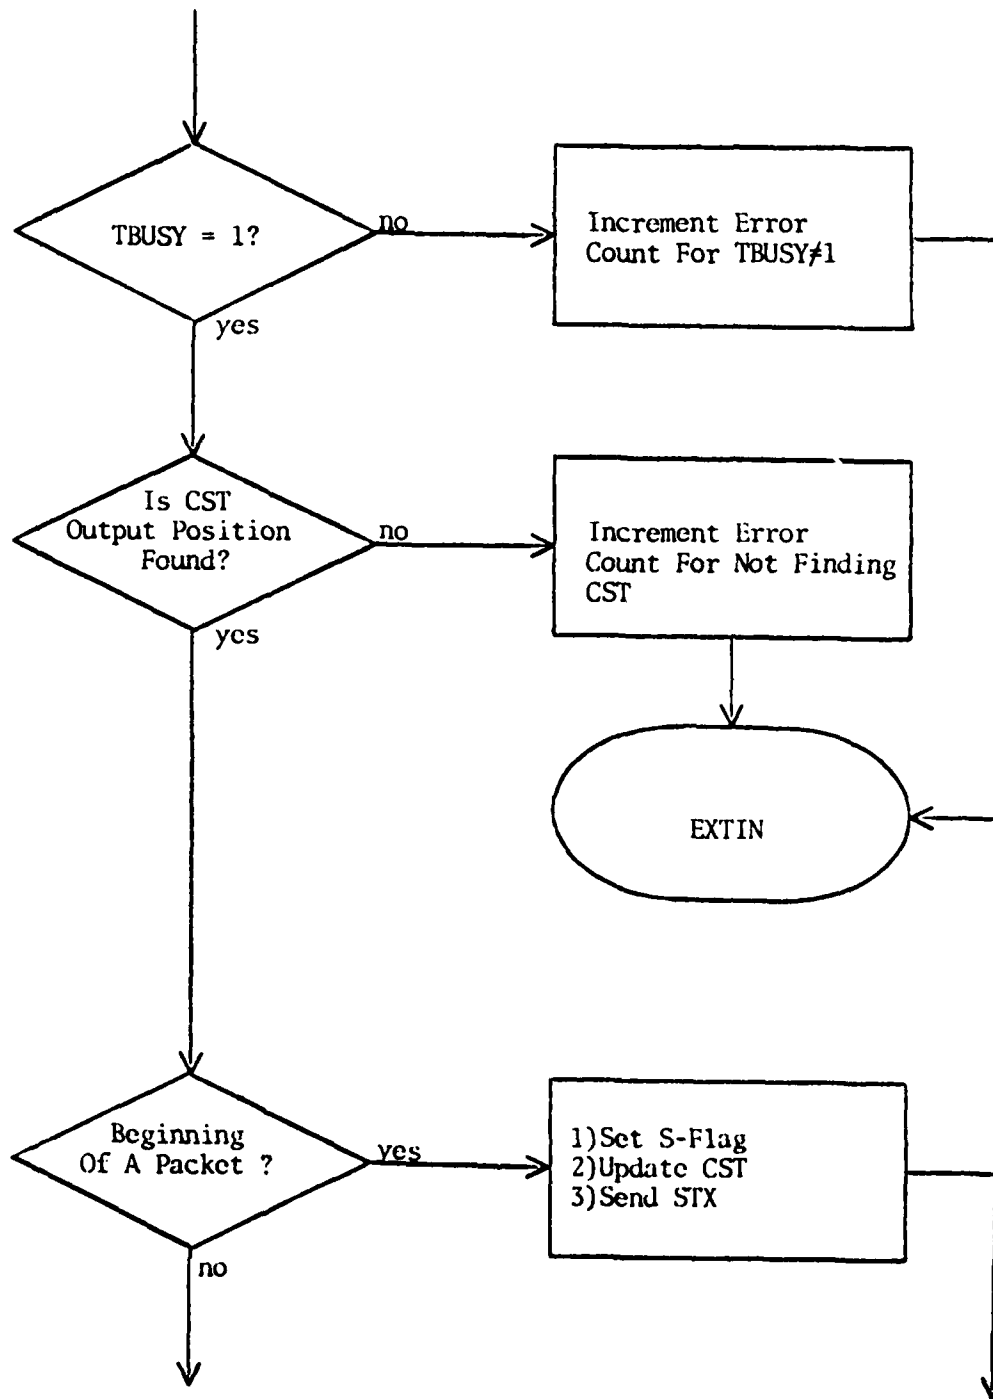 TBUSY = 1?
no
Increment Error
Count For TBUSY≠1
yes
Is CST
Output Position
Found?
no
Increment Error
Count For Not Finding
CST
yes
EXTIN
Beginning
Of A Packet ?
yes
1)Set S-Flag
2)Update CST
3)Send STX
no